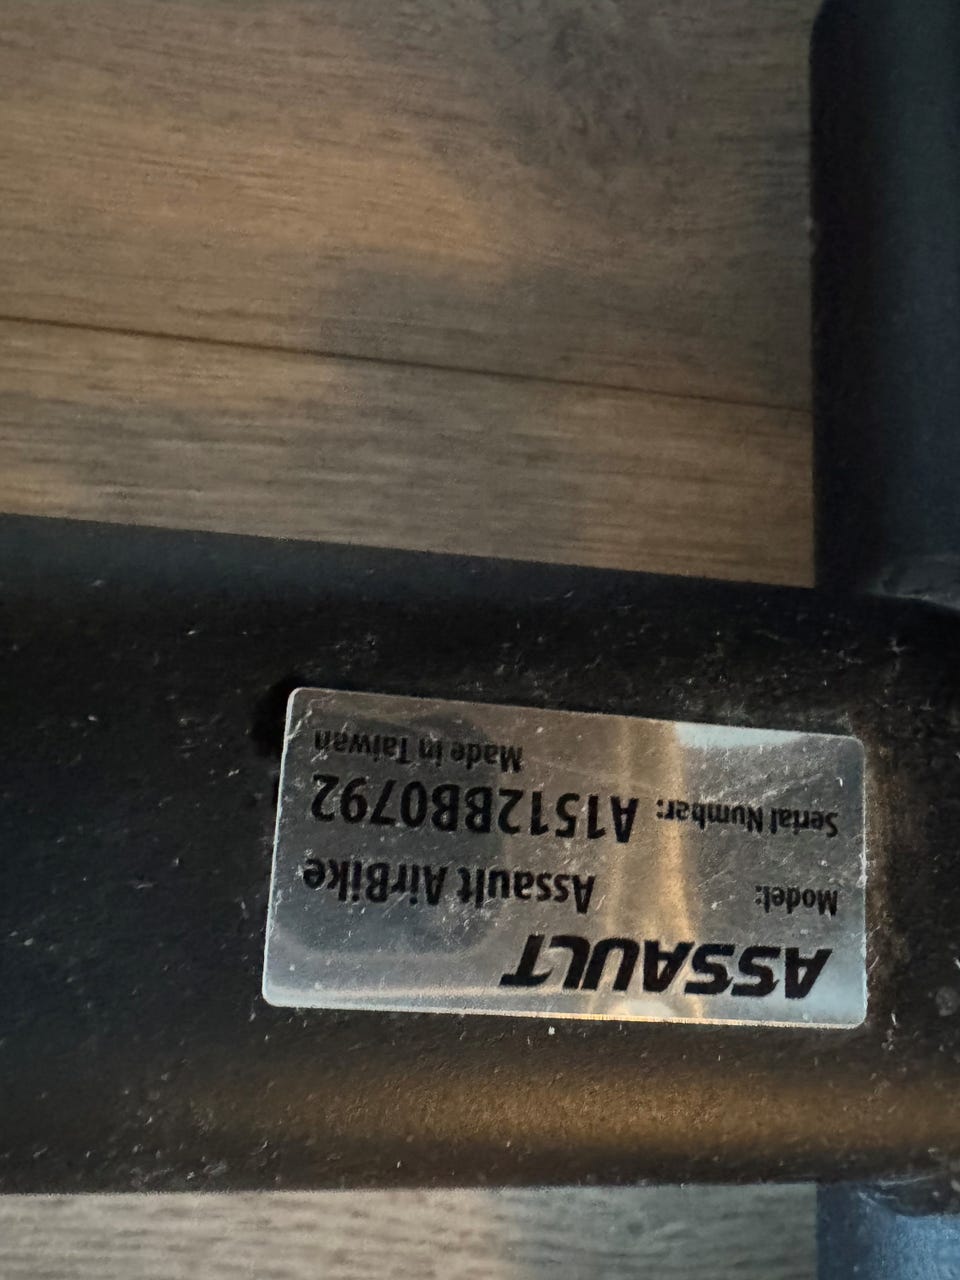 ASSAULT
Model: Assault AirBike
Serial Number: A1512BB0792
Made in Taiwan